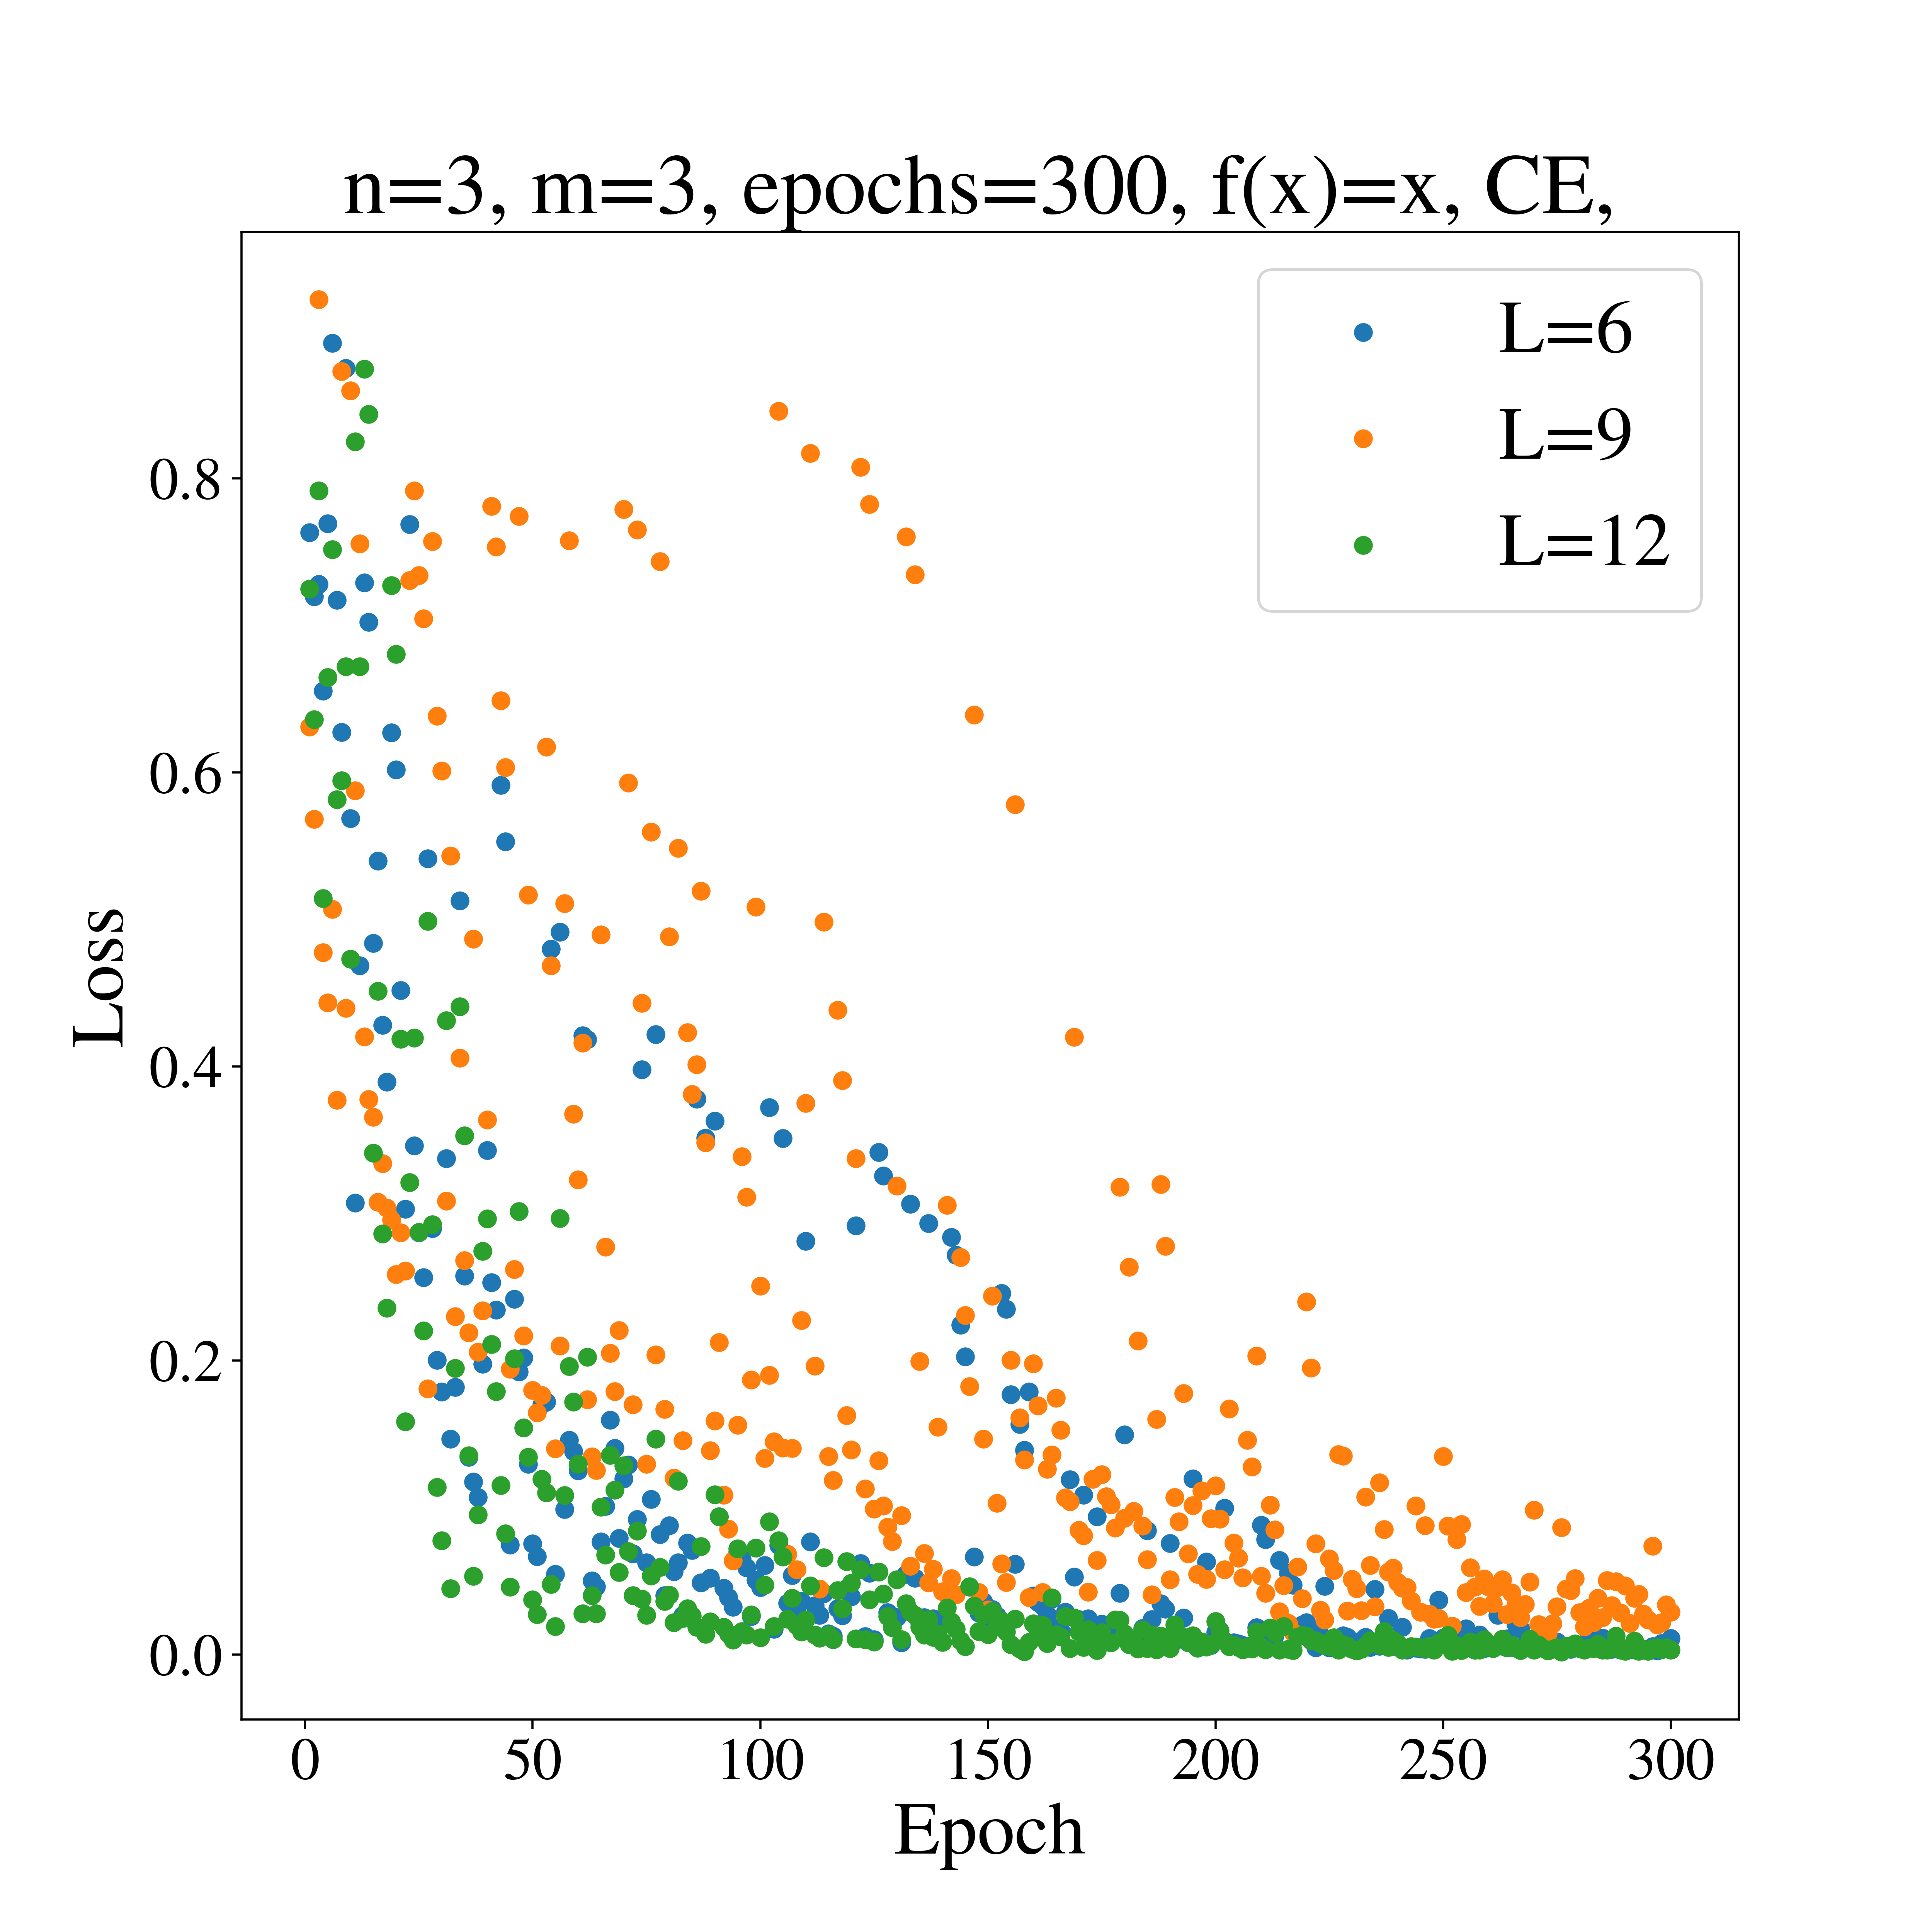 n=3, m=3, epochs=300, f(x)=x, CE,
L=6
L=9
L=12
Loss
0.8
0.6
0.4
0.2
0.0
0 50 100 150 200 250 300
Epoch